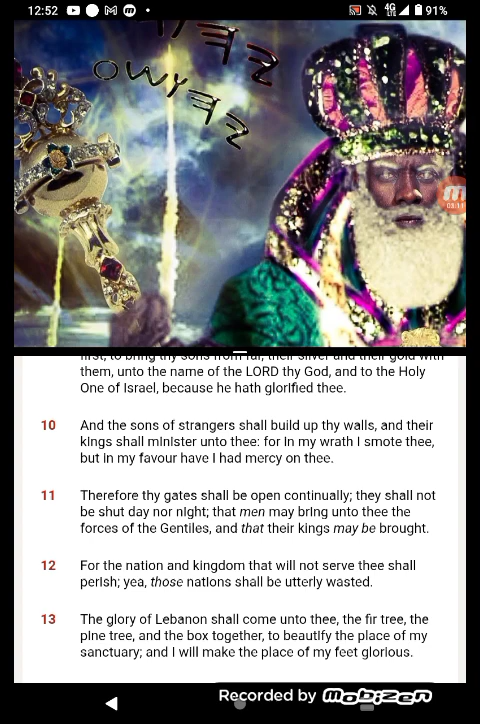 12:52 4G LTE 91%
𐤉𐤄𐤅𐤔𐤏
first, to bring thy sons from far, their silver and their gold with
them, unto the name of the LORD thy God, and to the Holy
One of Israel, because he hath glorified thee.
10 And the sons of strangers shall build up thy walls, and their
kings shall minister unto thee: for in my wrath I smote thee,
but in my favour have I had mercy on thee.
11 Therefore thy gates shall be open continually; they shall not
be shut day nor night; that men may bring unto thee the
forces of the Gentiles, and that their kings may be brought.
12 For the nation and kingdom that will not serve thee shall
perish; yea, those nations shall be utterly wasted.
13 The glory of Lebanon shall come unto thee, the fir tree, the
pine tree, and the box together, to beautify the place of my
sanctuary; and I will make the place of my feet glorious.
Recorded by Mobizen